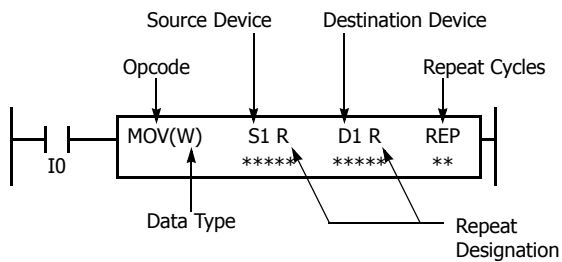 Source Device
Destination Device
Opcode
Repeat Cycles
MOV(W) S1 R D1 R REP
***** ***** **
I0
Data Type
Repeat
Designation